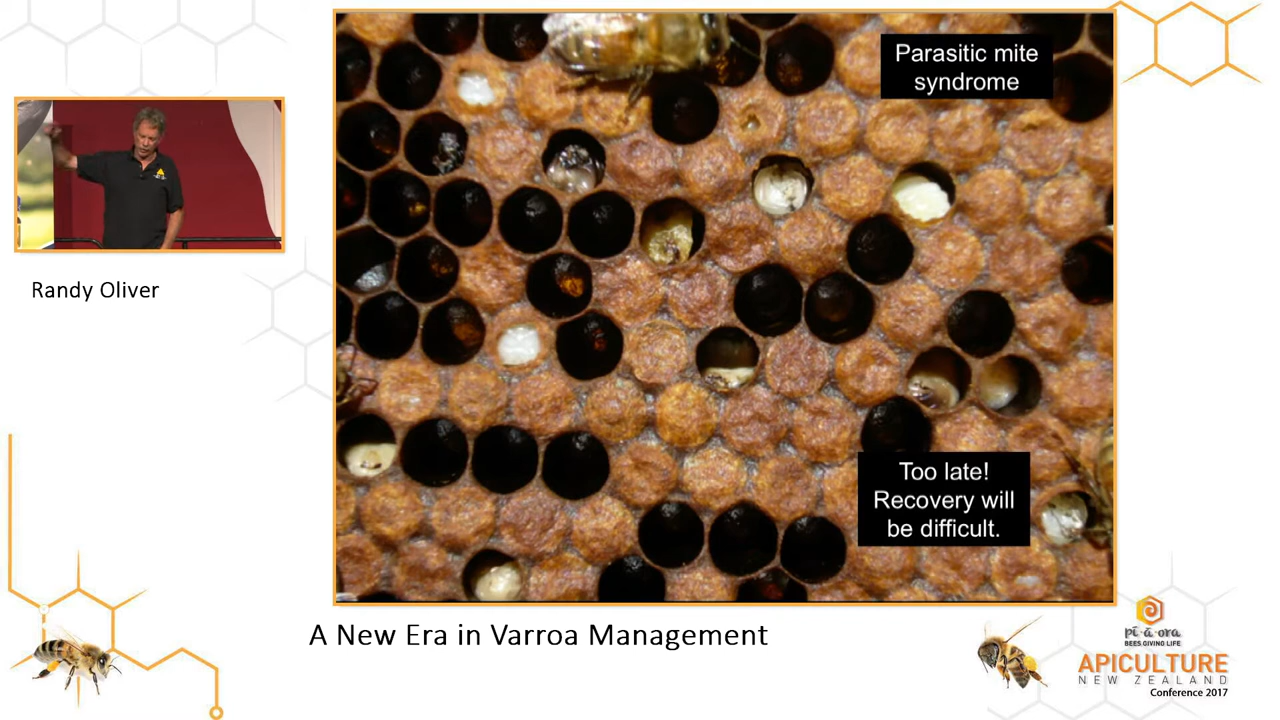 Parasitic mite
syndrome
Randy Oliver
Too late!
Recovery will
be difficult.
A New Era in Varroa Management
pī-ā-ora
BEES.GIVING LIFE
APICULTURE
NEW ZEALAND
Conference 2017